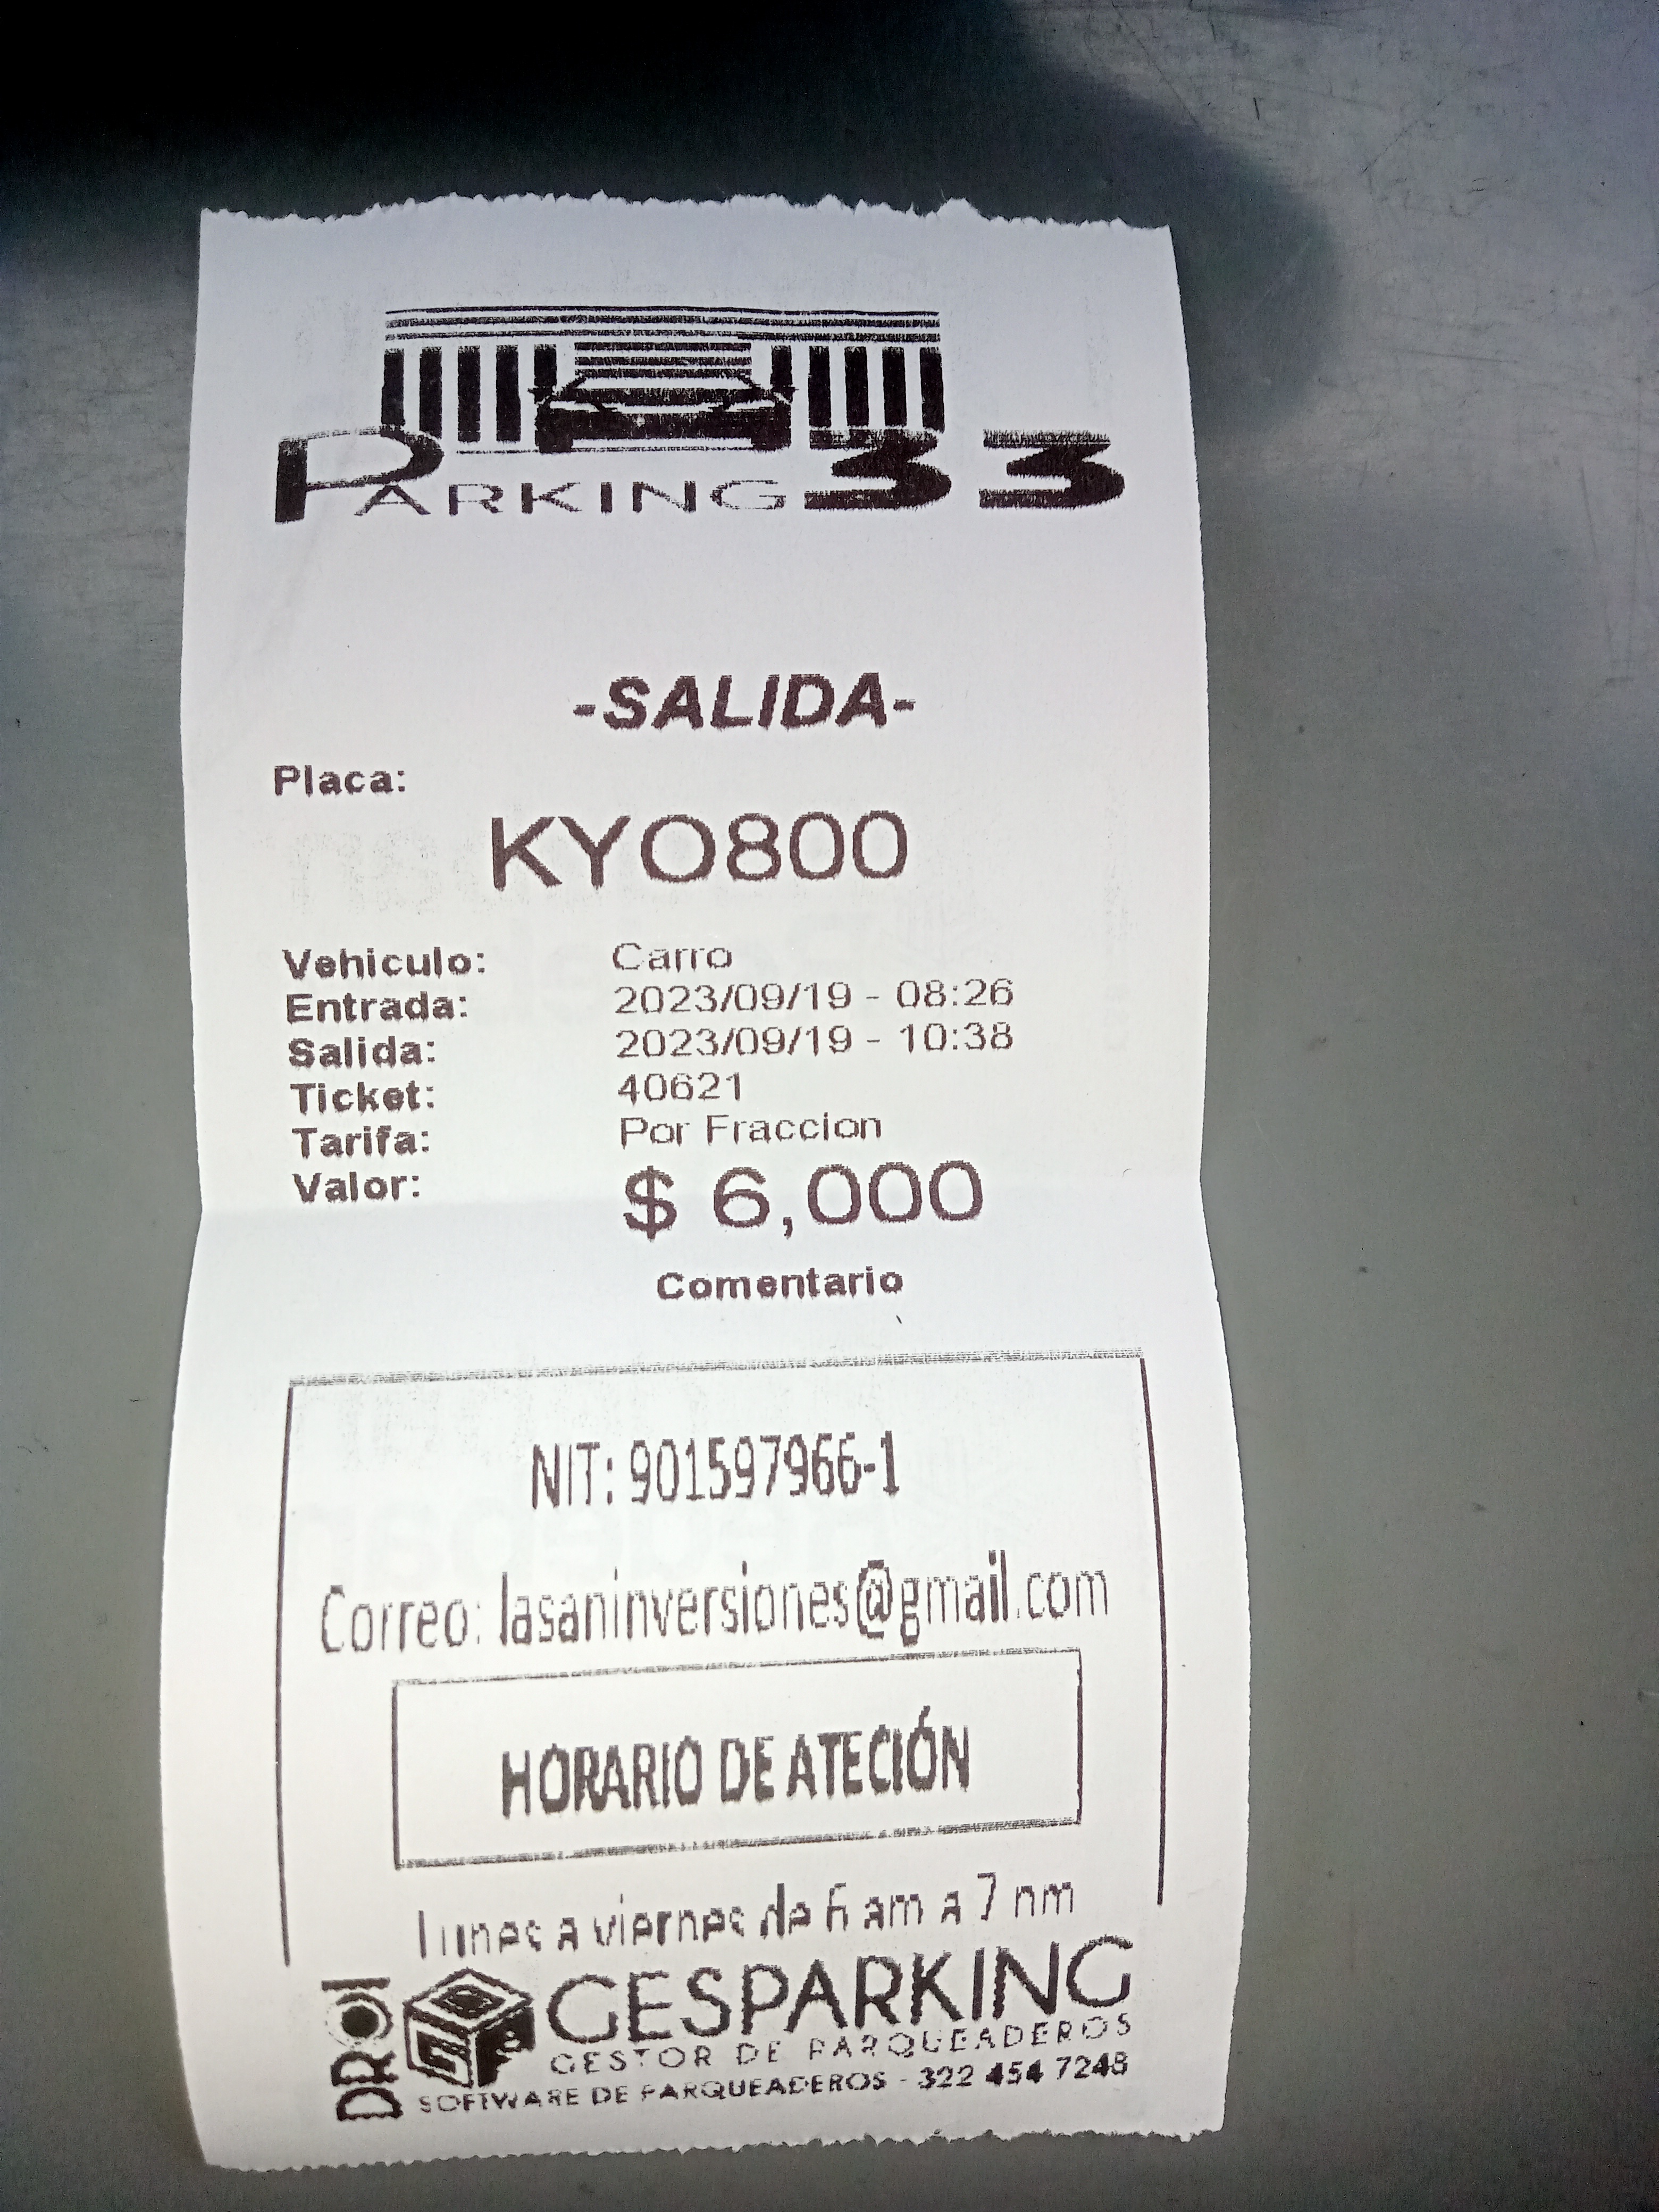 PARKING 33
-SALIDA-
Placa:
KYO800
Vehiculo: Carro
Entrada: 2023/09/19 - 08:26
Salida: 2023/09/19 - 10:38
Ticket: 40621
Tarifa: Por Fraccion
Valor: $ 6,000
Comentario
NIT: 901597966-1
Correo: lasaninversiones@gmail.com
HORARIO DE ATECIÓN
lunes a viernes de 6 am a 7 pm
DROI
GESPARKING
GESTOR DE PARQUEADEROS
SOFTWARE DE PARQUEADEROS - 322 454 7248